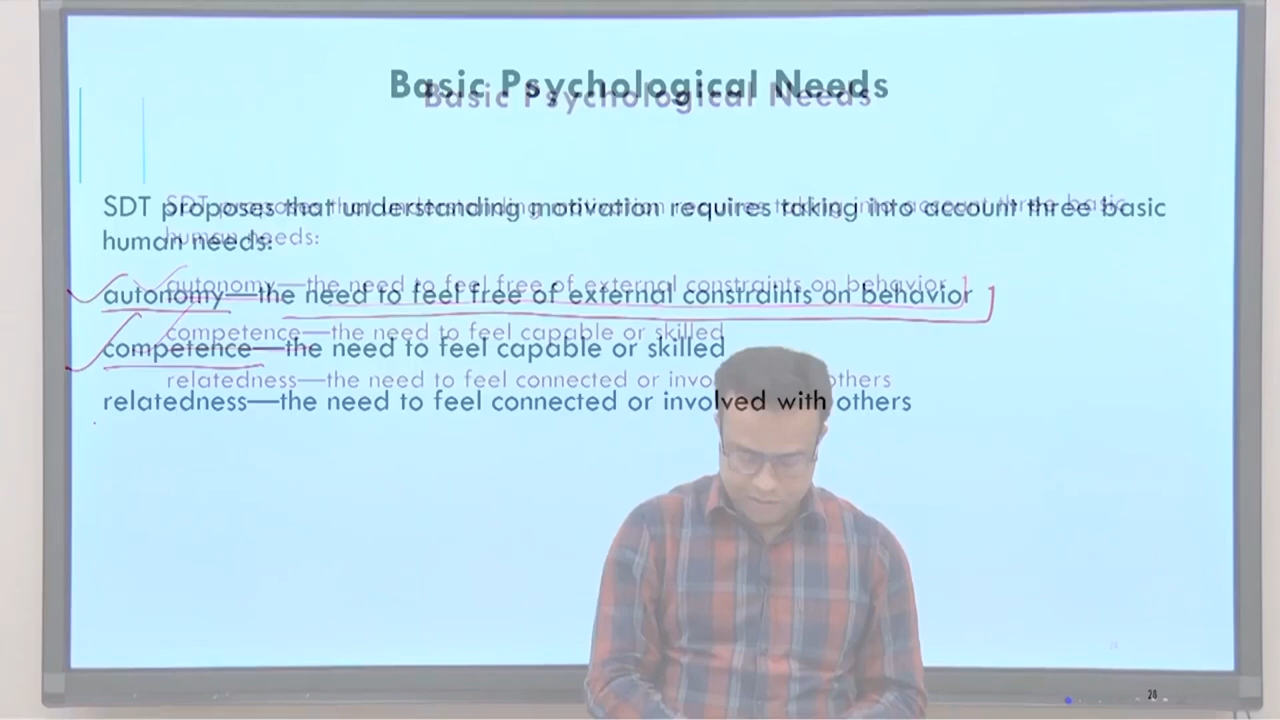 Basic Psychological Needs
SDT proposes that understanding motivation requires taking into account three basic
human needs:
autonomy—the need to feel free of external constraints on behavior
competence—the need to feel capable or skilled
relatedness—the need to feel connected or involved with others
28